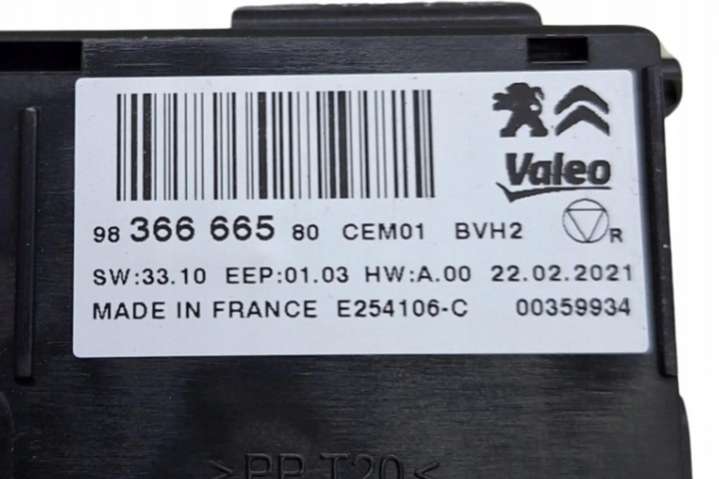 Valeo
98 366 665 80 CEM01 BVH2 R
SW:33.10 EEP:01.03 HW:A.00 22.02.2021
MADE IN FRANCE E254106-C 00359934
>PP T20<